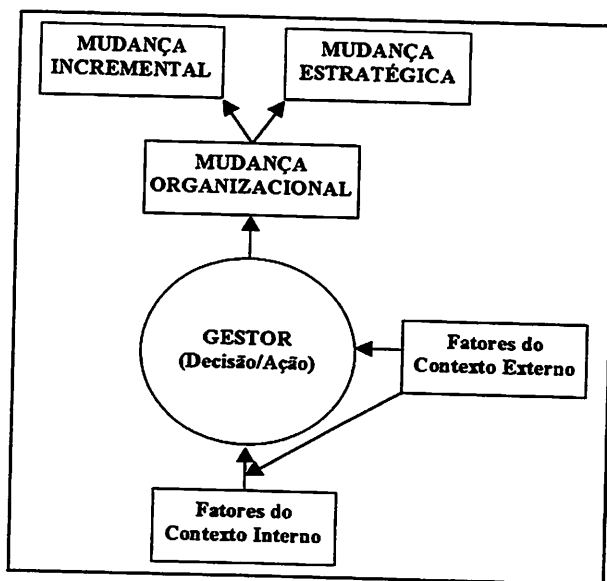 MUDANÇA
INCREMENTAL
MUDANÇA
ESTRATÉGICA
MUDANÇA
ORGANIZACIONAL
GESTOR
(Decisão/Ação)
Fatores do
Contexto Externo
Fatores do
Contexto Interno